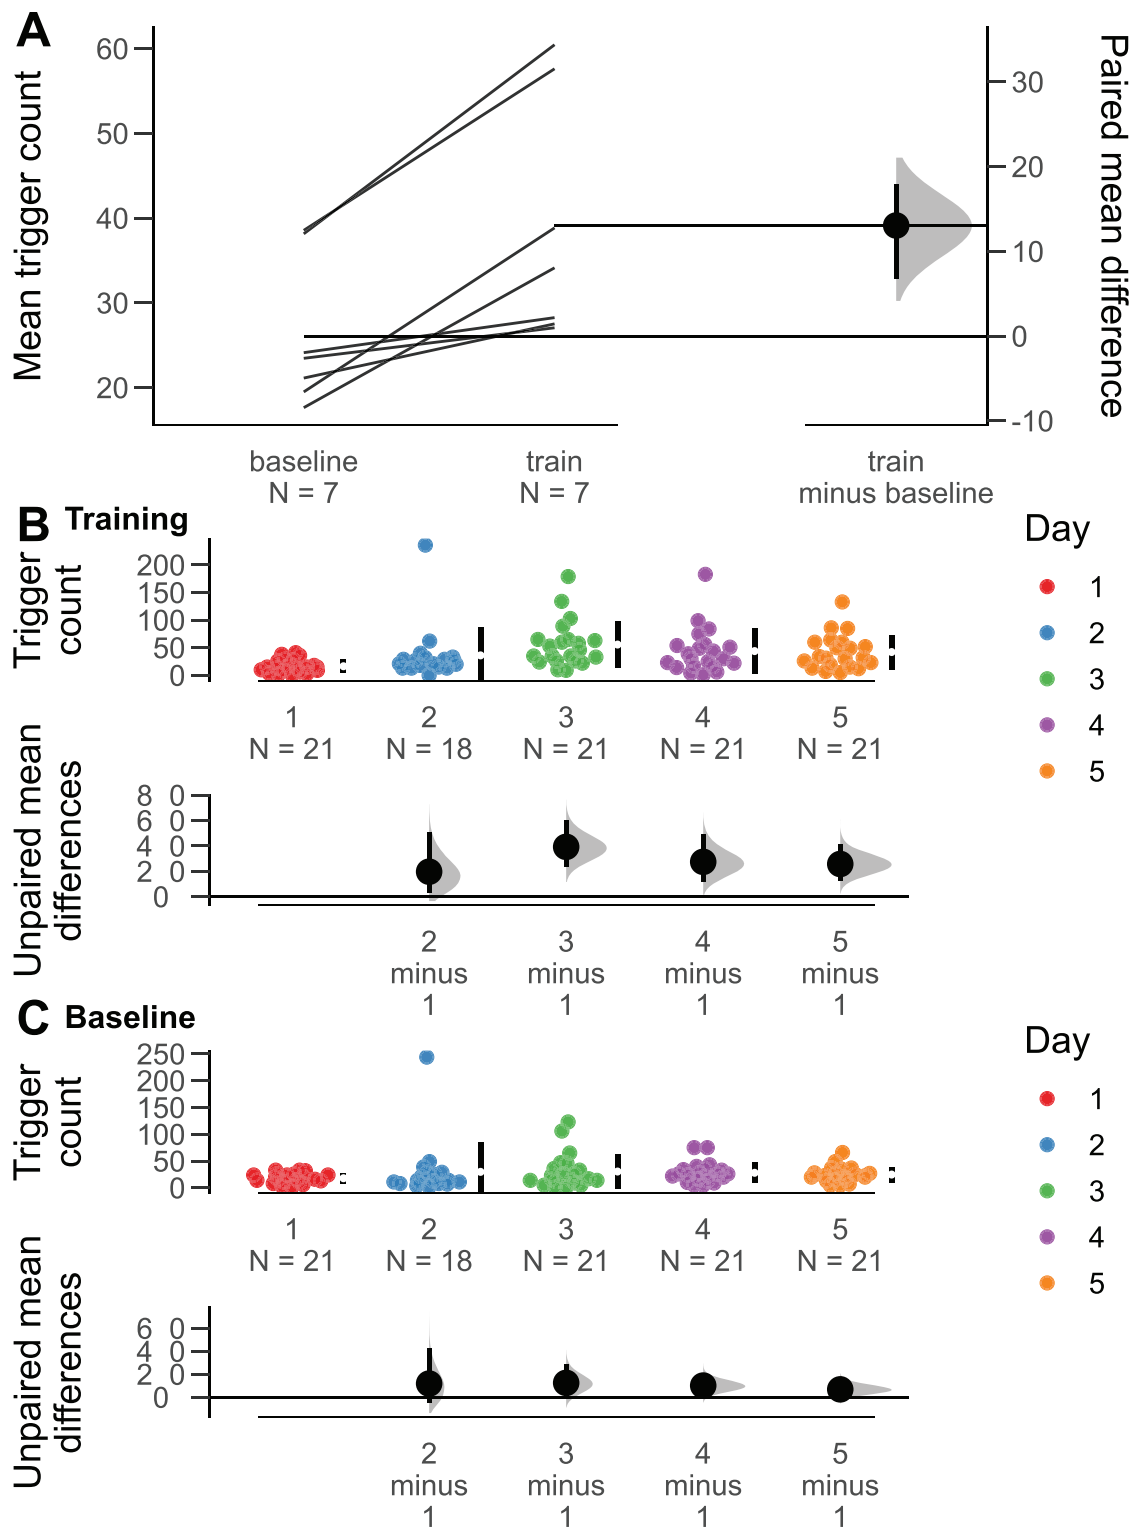 A
Mean trigger count
60
50
40
30
20
30
20
10
0
-10
Paired mean difference
baseline
N = 7
train
N = 7
train
minus baseline
B Training
Trigger
count
200
150
100
50
0
1
N = 21
2
N = 18
3
N = 21
4
N = 21
5
N = 21
Day
1
2
3
4
5
Unpaired mean
differences
8 0
6 0
4 0
2 0
0
2
minus
1
3
minus
1
4
minus
1
5
minus
1
C Baseline
Trigger
count
250
200
150
100
50
0
1
N = 21
2
N = 18
3
N = 21
4
N = 21
5
N = 21
Day
1
2
3
4
5
Unpaired mean
differences
6 0
4 0
2 0
0
2
minus
1
3
minus
1
4
minus
1
5
minus
1